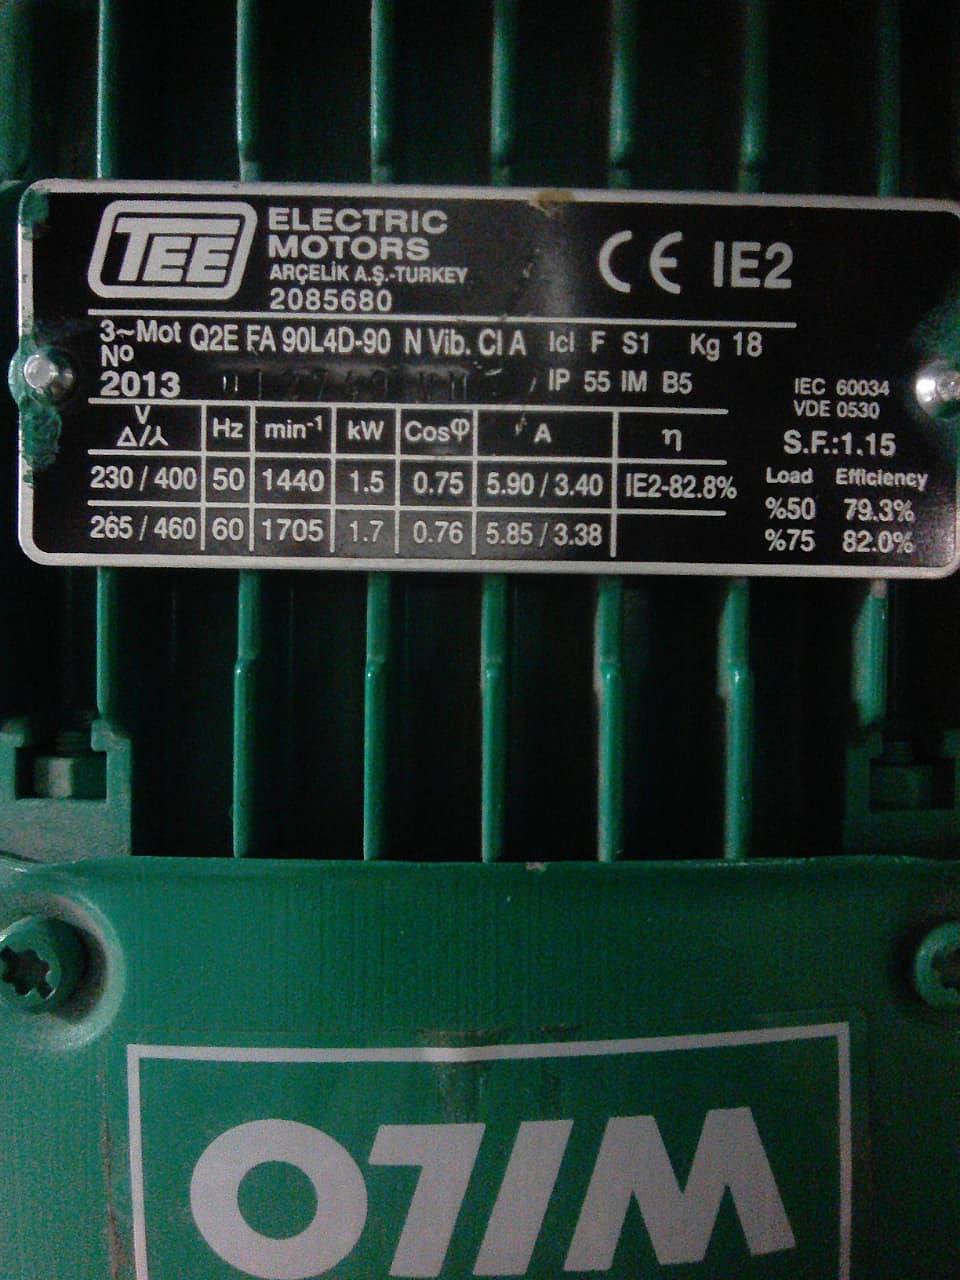 TEE
ELECTRIC
MOTORS
ARÇELİK A.Ş.-TURKEY
2085680
CE IE2
3~Mot Q2E FA 90L4D-90 N Vib. Cl A Icl F S1 Kg 18
Nº
2013
IP 55 IM B5
IEC 60034
VDE 0530
S.F.:1.15
V Δ/⅄ Hz min-1 kW Cosφ A η
230 / 400 50 1440 1.5 0.75 5.90 / 3.40 IE2-82.8%
265 / 460 60 1705 1.7 0.76 5.85 / 3.38
Load Efficiency
%50 79.3%
%75 82.0%
WILO